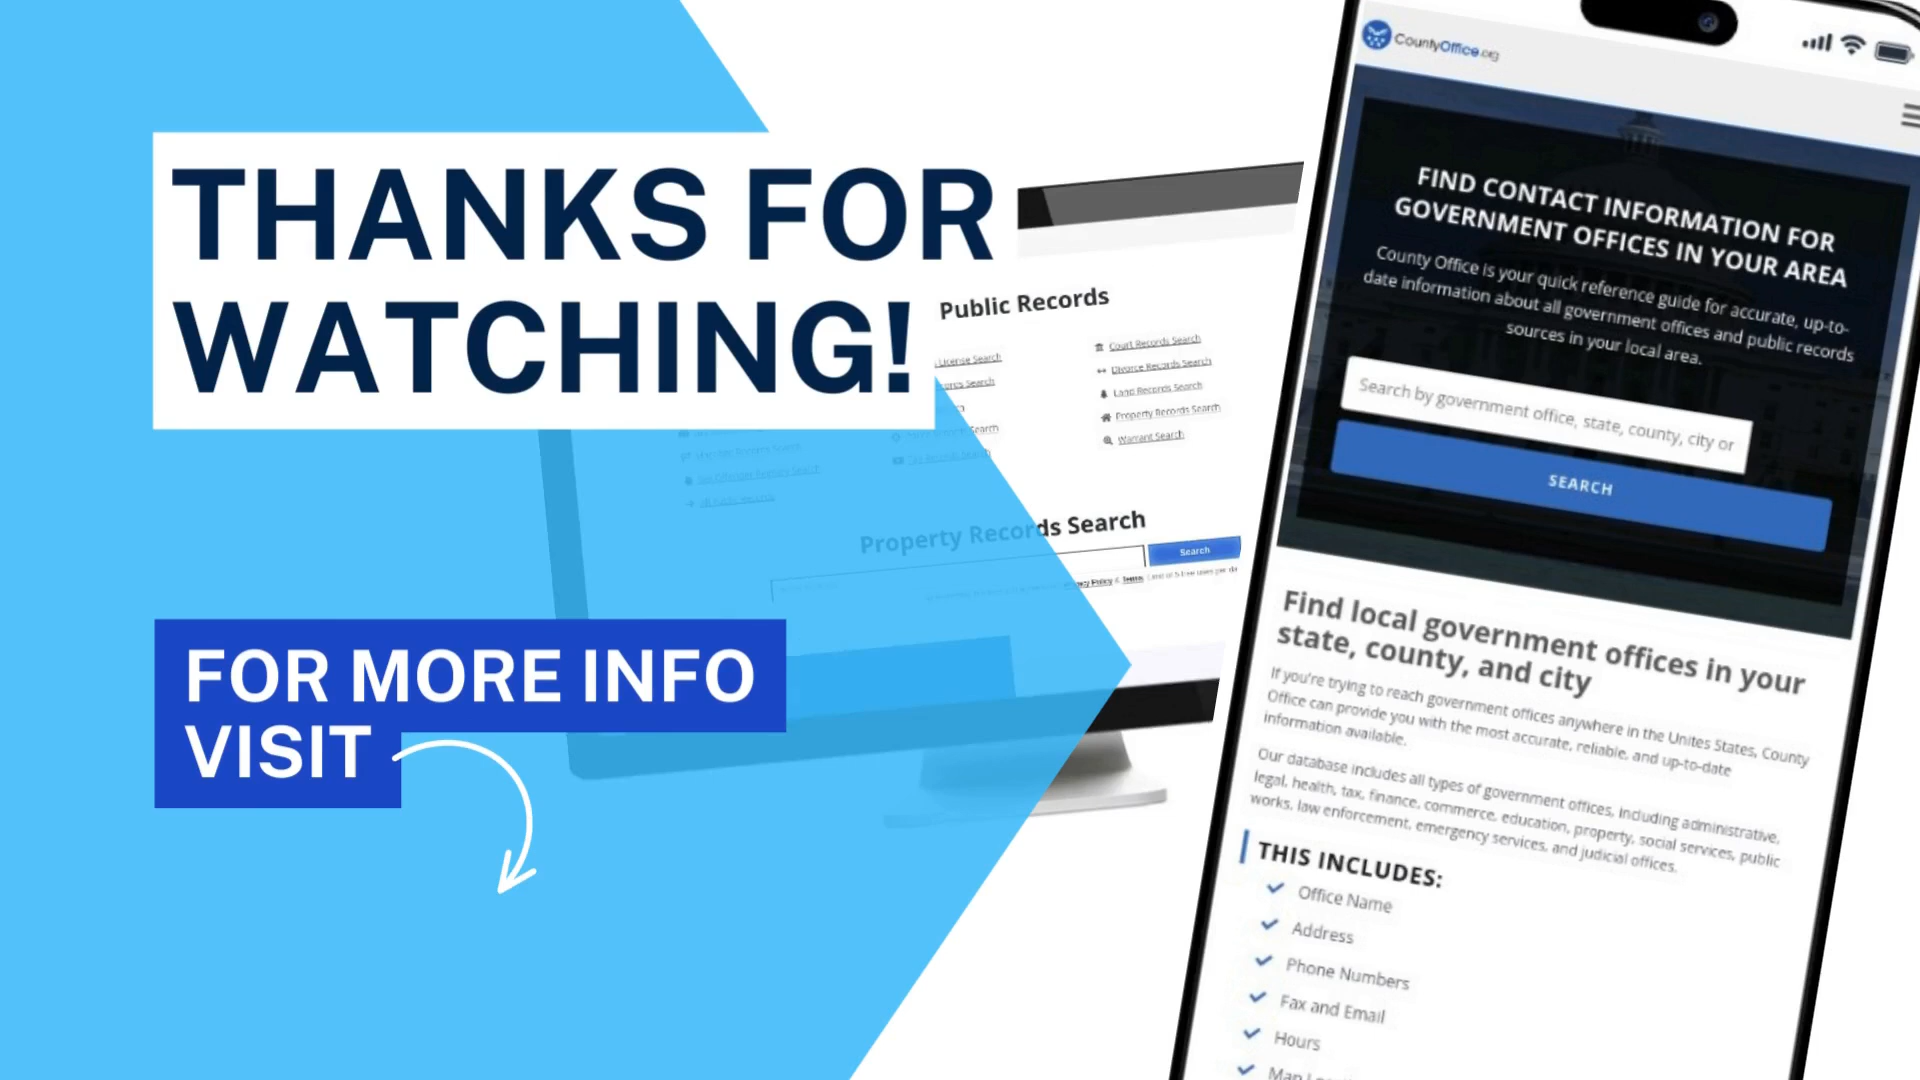 THANKS FOR
WATCHING!
FOR MORE INFO
VISIT
Public Records
License Search
Search
Search
Court Records Search
Divorce Records Search
Land Records Search
Property Records Search
Warrant Search
Property Records Search
Search
Privacy Policy & Terms
CountyOffice.org
FIND CONTACT INFORMATION FOR
GOVERNMENT OFFICES IN YOUR AREA
County Office is your quick reference guide for accurate, up-to-
date information about all government offices and public records
sources in your local area.
Search by government office, state, county, city or
SEARCH
Find local government offices in your
state, county, and city
If you're trying to reach government offices anywhere in the Unites States, County
Office can provide you with the most accurate, reliable, and up-to-date
information available.
Our database includes all types of government offices, including administrative,
legal, health, tax, finance, commerce, education, property, social services, public
works, law enforcement, emergency services, and judicial offices.
THIS INCLUDES:
Office Name
Address
Phone Numbers
Fax and Email
Hours